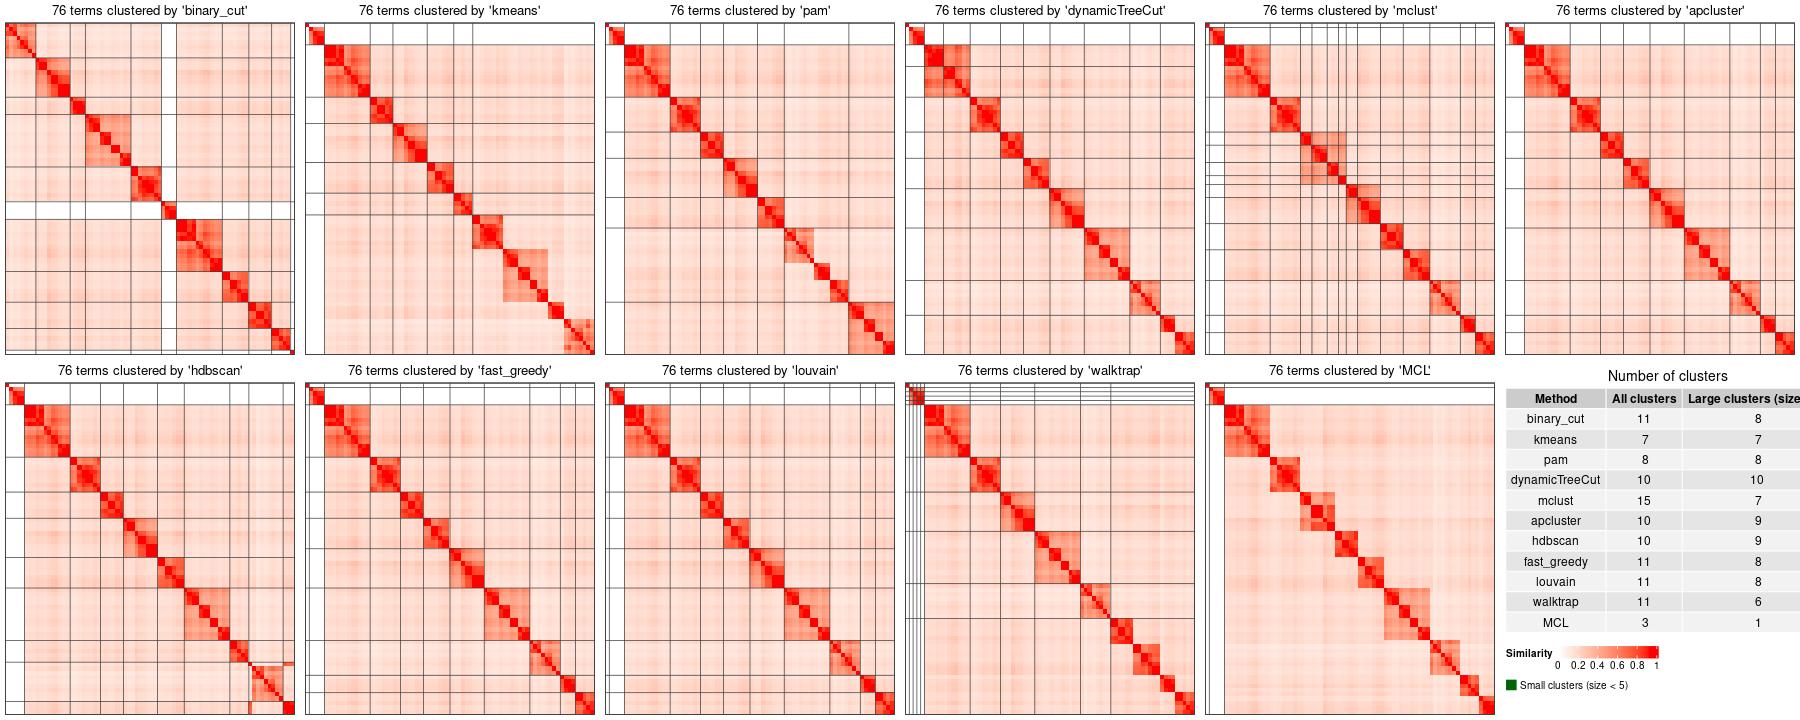 76 terms clustered by 'binary_cut'
76 terms clustered by 'kmeans'
76 terms clustered by 'pam'
76 terms clustered by 'dynamicTreeCut'
76 terms clustered by 'mclust'
76 terms clustered by 'apcluster'
76 terms clustered by 'hdbscan'
76 terms clustered by 'fast_greedy'
76 terms clustered by 'louvain'
76 terms clustered by 'walktrap'
76 terms clustered by 'MCL'
Number of clusters
Method All clusters Large clusters (size
binary_cut 11 8
kmeans 7 7
pam 8 8
dynamicTreeCut 10 10
mclust 15 7
apcluster 10 9
hdbscan 10 9
fast_greedy 11 8
louvain 11 8
walktrap 11 6
MCL 3 1
Similarity
0 0.2 0.4 0.6 0.8 1
Small clusters (size < 5)